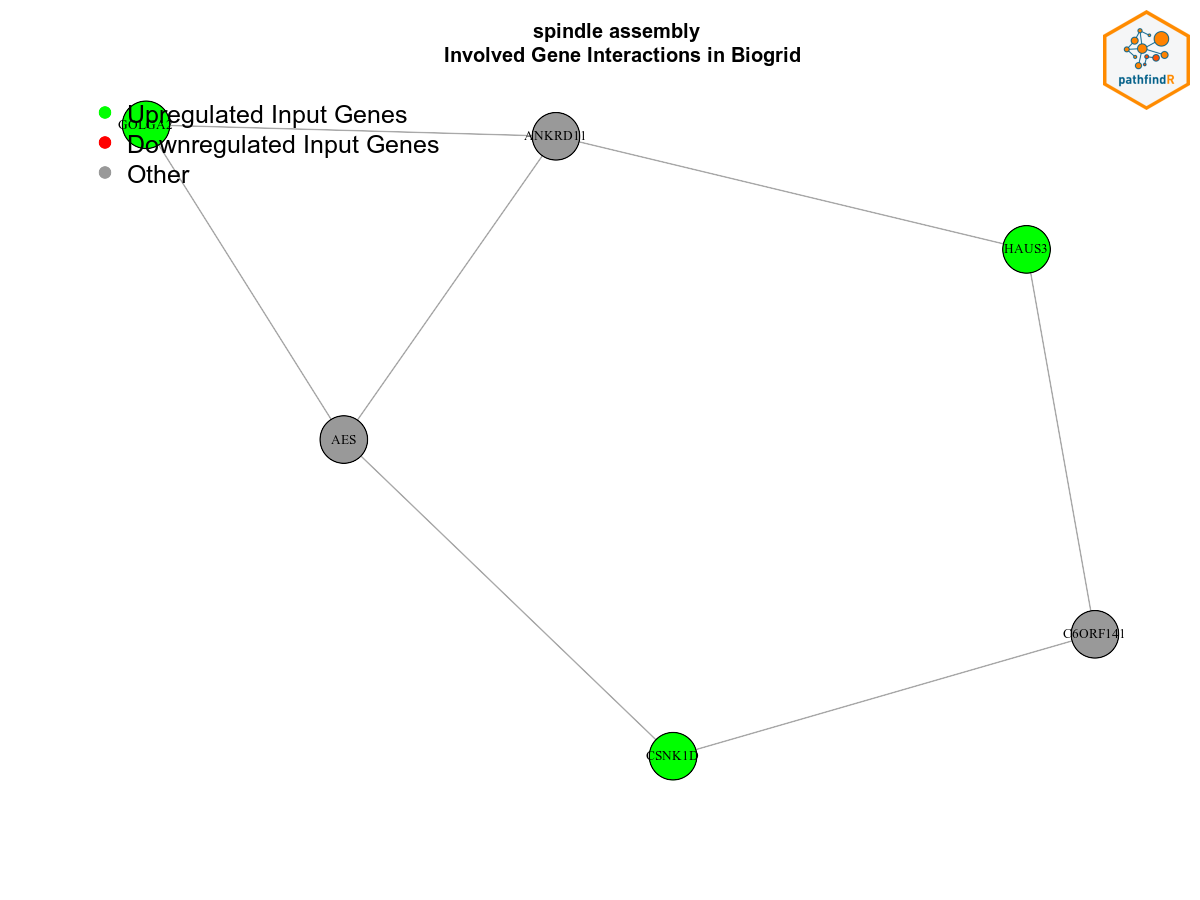 spindle assembly
Involved Gene Interactions in Biogrid
pathfindR
Upregulated Input Genes
GOLGA2
ANKRD11
Downregulated Input Genes
Other
HAUS3
AES
C6ORF141
CSNK1D